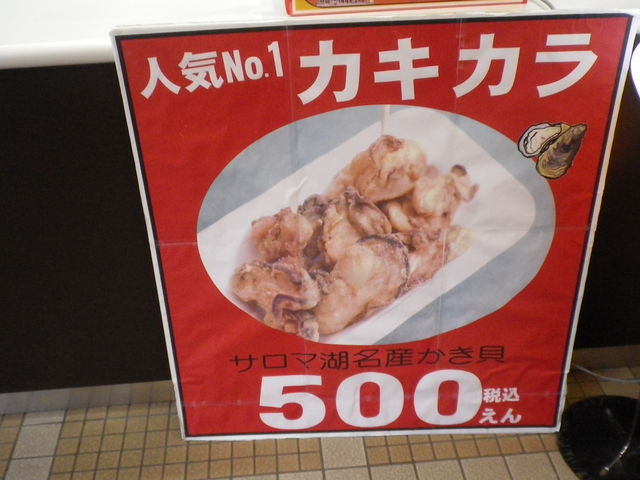 人気No.1 カキカラ
サロマ湖名産かき貝
500 税込
えん